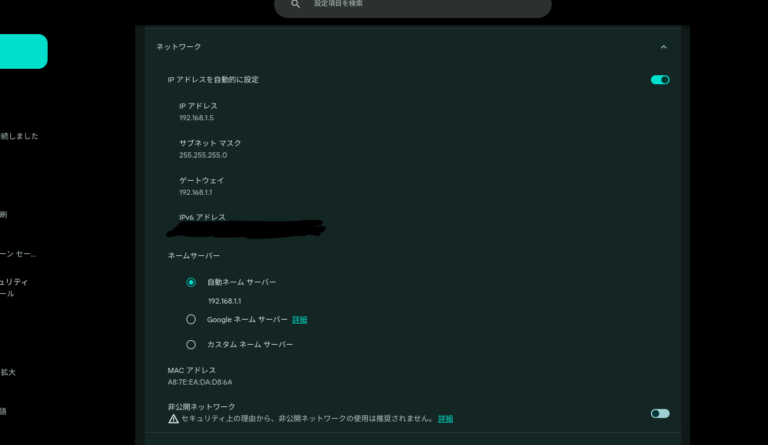 設定項目を検索
ネットワーク
IP アドレスを自動的に設定
IP アドレス
192.168.1.5
続しました
サブネット マスク
255.255.255.0
ゲートウェイ
192.168.1.1
刷
IPv6 アドレス
ーン セー...
ネームサーバー
ュリティ
ール
自動ネーム サーバー
192.168.1.1
Google ネーム サーバー 詳細
カスタム ネーム サーバー
拡大
MAC アドレス
A8:7E:EA:DA:D8:6A
語
非公開ネットワーク
セキュリティ上の理由から、非公開ネットワークの使用は推奨されません。 詳細